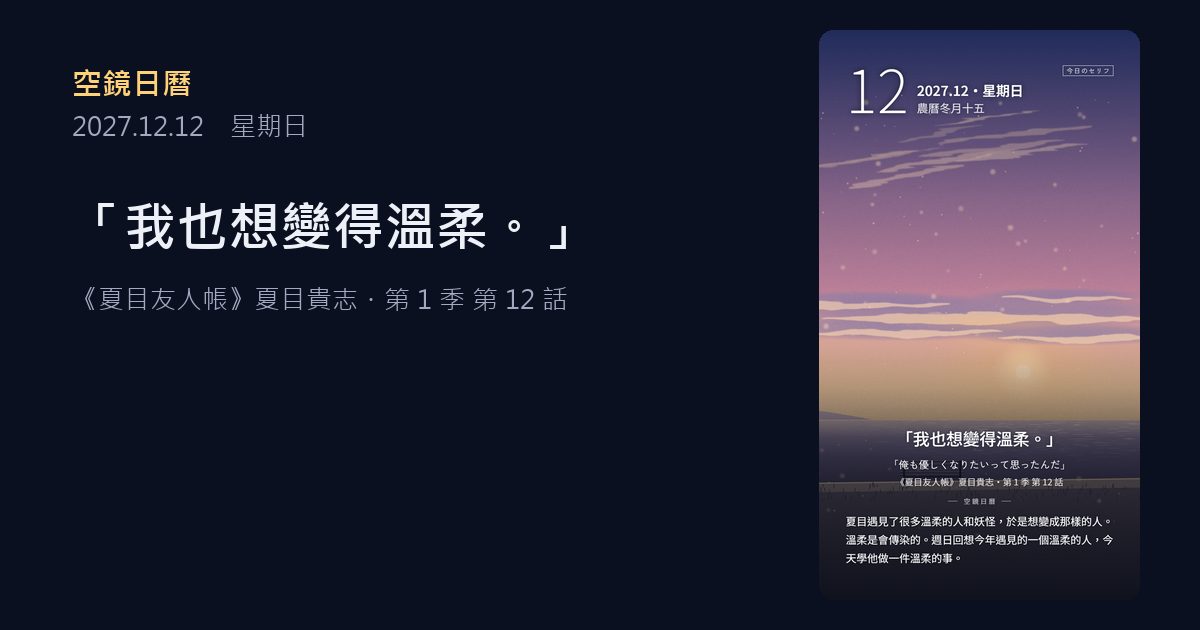 空鏡日曆
2027.12.12　星期日
「我也想變得溫柔。」
《夏目友人帳》夏目貴志・第 1 季 第 12 話
今日のセリフ
12
2027.12・星期日
農曆冬月十五
「我也想變得溫柔。」
「俺も優しくなりたいって思ったんだ」
《夏目友人帳》夏目貴志・第 1 季 第 12 話
— 空鏡日曆 —
夏目遇見了很多溫柔的人和妖怪，於是想變成那樣的人。
溫柔是會傳染的。週日回想今年遇見的一個溫柔的人，今
天學他做一件溫柔的事。